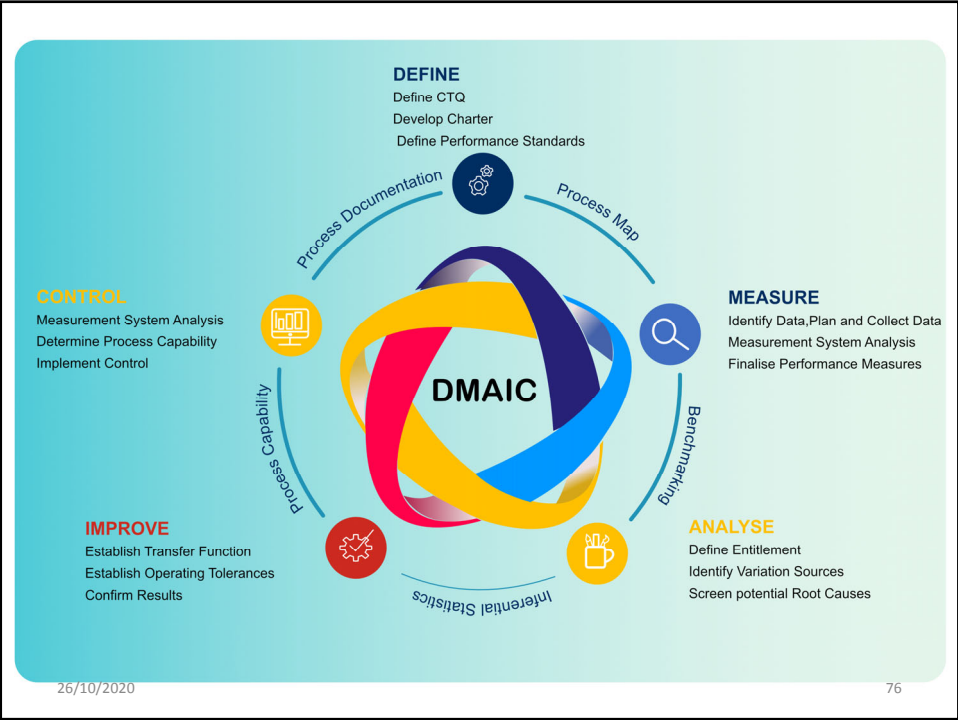 DEFINE
Define CTQ
Develop Charter
Define Performance Standards
Process Documentation
Process Map
CONTROL
Measurement System Analysis
Determine Process Capability
Implement Control
MEASURE
Identify Data,Plan and Collect Data
Measurement System Analysis
Finalise Performance Measures
DMAIC
Process Capability
Benchmarking
IMPROVE
Establish Transfer Function
Establish Operating Tolerances
Confirm Results
ANALYSE
Define Entitlement
Identify Variation Sources
Screen potential Root Causes
Inferential Statistics
26/10/2020
76